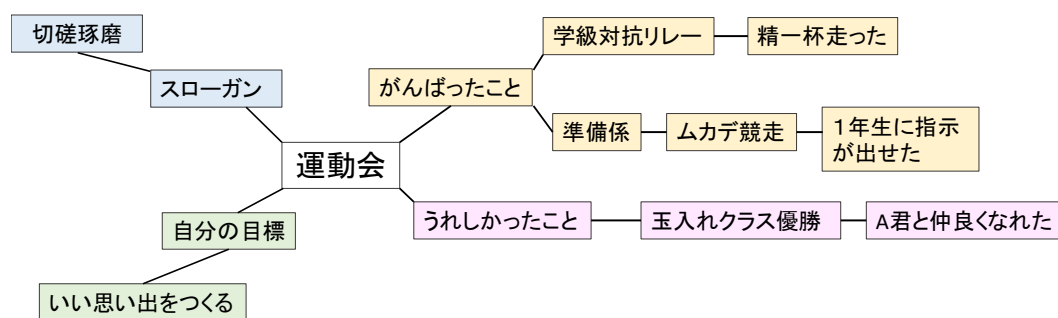 切磋琢磨
スローガン
運動会
自分の目標
いい思い出をつくる
がんばったこと
学級対抗リレー
精一杯走った
準備係
ムカデ競走
1年生に指示
が出せた
うれしかったこと
玉入れクラス優勝
A君と仲良くなれた